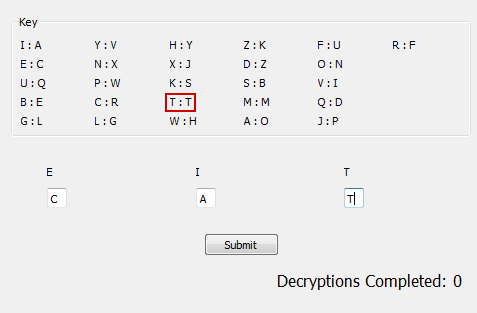 Key
I : A Y : V H : Y Z : K F : U R : F
E : C N : X X : J D : Z O : N
U : Q P : W K : S S : B V : I
B : E C : R T : T M : M Q : D
G : L L : G W : H A : O J : P
E I T
C A T
Submit
Decryptions Completed: 0